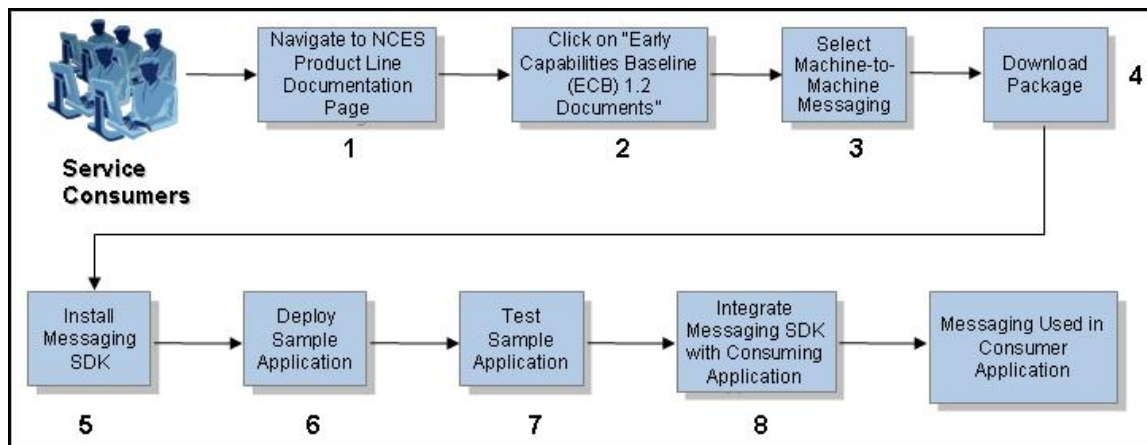 Service
Consumers
Navigate to NCES
Product Line
Documentation
Page
1
Click on "Early
Capabilities Baseline
(ECB) 1.2
Documents"
2
Select
Machine-to-
Machine
Messaging
3
Download
Package
4
Install
Messaging
SDK
5
Deploy
Sample
Application
6
Test
Sample
Application
7
Integrate
Messaging SDK
with Consuming
Application
8
Messaging Used in
Consumer
Application